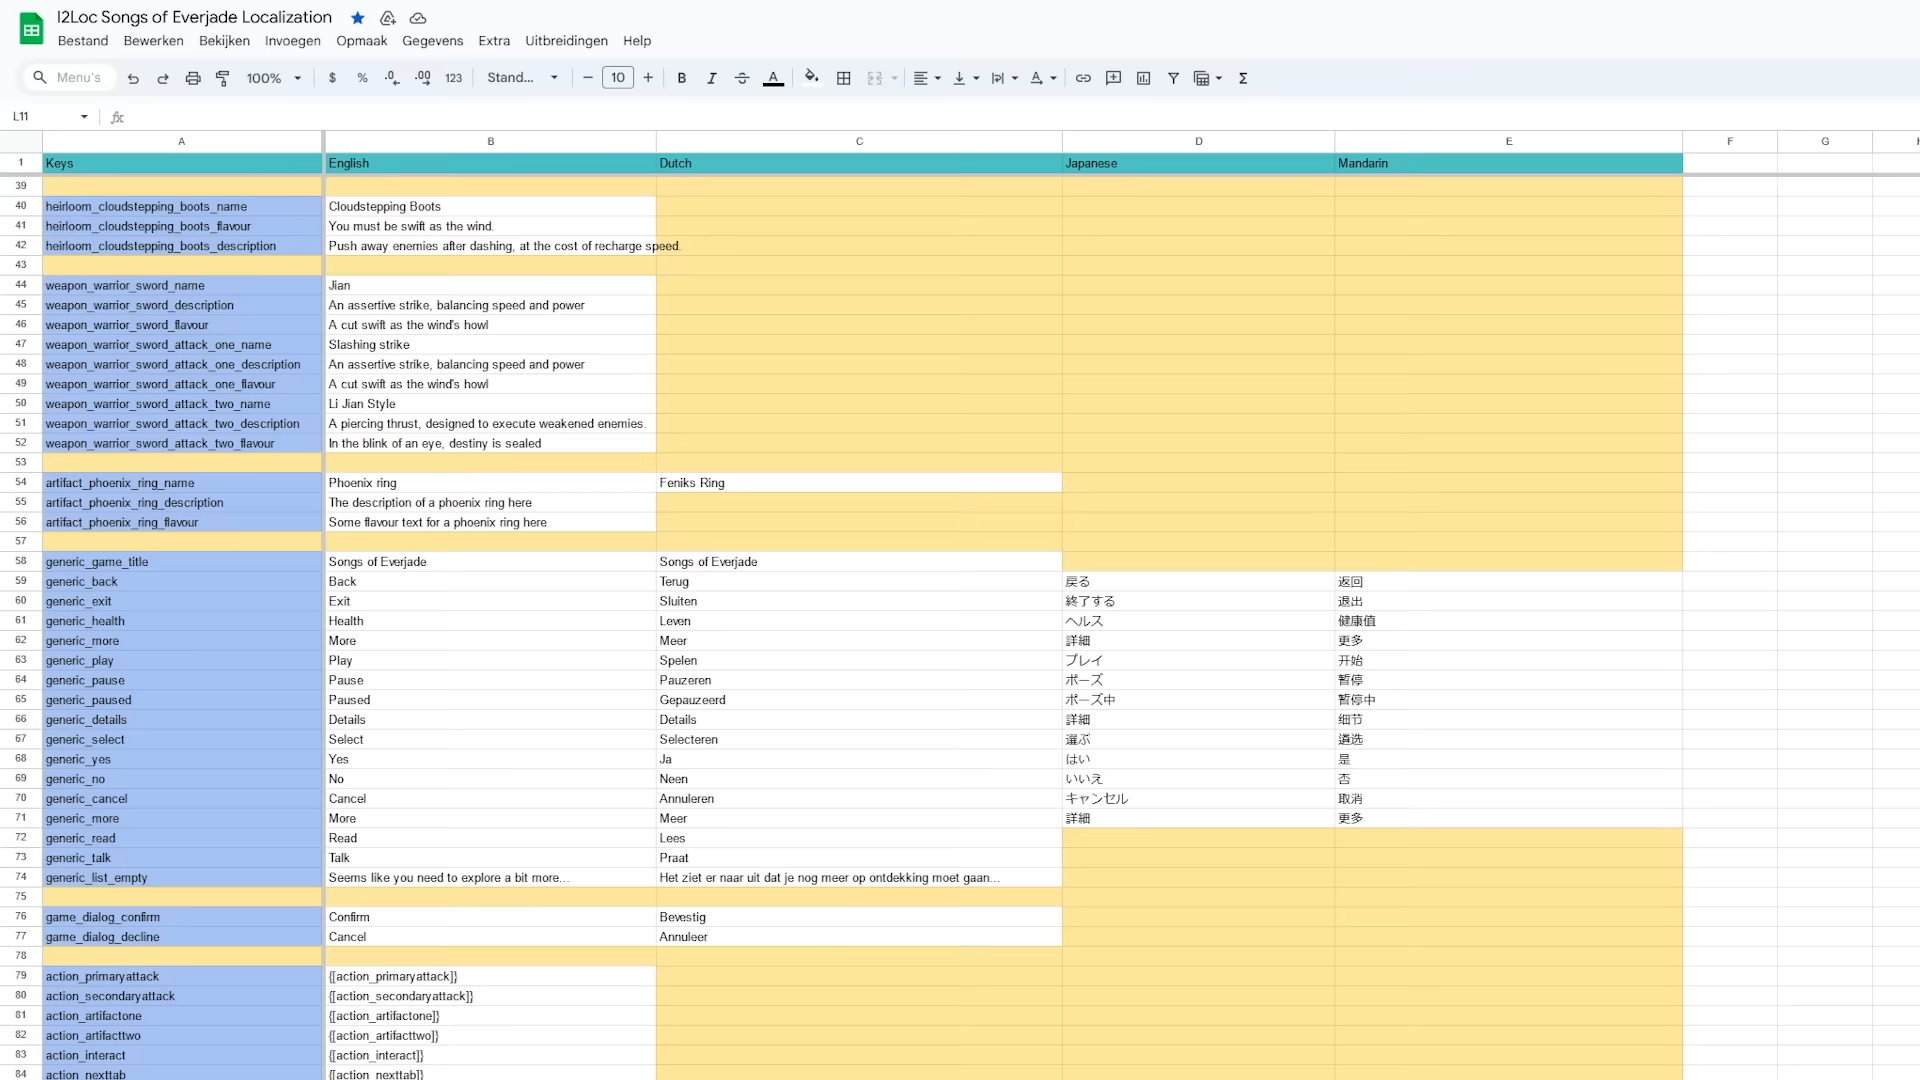 I2Loc Songs of Everjade Localization
Bestand Bewerken Bekijken Invoegen Opmaak Gegevens Extra Uitbreidingen Help
Menu's 100% $ % .0 .00 123 Stand... 10 B I A
L11 fx
A B C D E F G H
1 Keys English Dutch Japanese Mandarin
39
40 heirloom_cloudstepping_boots_name Cloudstepping Boots
41 heirloom_cloudstepping_boots_flavour You must be swift as the wind.
42 heirloom_cloudstepping_boots_description Push away enemies after dashing, at the cost of recharge speed.
43
44 weapon_warrior_sword_name Jian
45 weapon_warrior_sword_description An assertive strike, balancing speed and power
46 weapon_warrior_sword_flavour A cut swift as the wind's howl
47 weapon_warrior_sword_attack_one_name Slashing strike
48 weapon_warrior_sword_attack_one_description An assertive strike, balancing speed and power
49 weapon_warrior_sword_attack_one_flavour A cut swift as the wind's howl
50 weapon_warrior_sword_attack_two_name Li Jian Style
51 weapon_warrior_sword_attack_two_description A piercing thrust, designed to execute weakened enemies.
52 weapon_warrior_sword_attack_two_flavour In the blink of an eye, destiny is sealed
53
54 artifact_phoenix_ring_name Phoenix ring Feniks Ring
55 artifact_phoenix_ring_description The description of a phoenix ring here
56 artifact_phoenix_ring_flavour Some flavour text for a phoenix ring here
57
58 generic_game_title Songs of Everjade Songs of Everjade
59 generic_back Back Terug 戻る 返回
60 generic_exit Exit Sluiten 終了する 退出
61 generic_health Health Leven ヘルス 健康值
62 generic_more More Meer 詳細 更多
63 generic_play Play Spelen プレイ 开始
64 generic_pause Pause Pauzeren ポーズ 暂停
65 generic_paused Paused Gepauzeerd ポーズ中 暂停中
66 generic_details Details Details 詳細 细节
67 generic_select Select Selecteren 選ぶ 遴选
68 generic_yes Yes Ja はい 是
69 generic_no No Neen いいえ 否
70 generic_cancel Cancel Annuleren キャンセル 取消
71 generic_more More Meer 詳細 更多
72 generic_read Read Lees
73 generic_talk Talk Praat
74 generic_list_empty Seems like you need to explore a bit more... Het ziet er naar uit dat je nog meer op ontdekking moet gaan...
75
76 game_dialog_confirm Confirm Bevestig
77 game_dialog_decline Cancel Annuleer
78
79 action_primaryattack {[action_primaryattack]}
80 action_secondaryattack {[action_secondaryattack]}
81 action_artifactone {[action_artifactone]}
82 action_artifacttwo {[action_artifacttwo]}
83 action_interact {[action_interact]}
84 action_nexttab {[action_nexttab]}